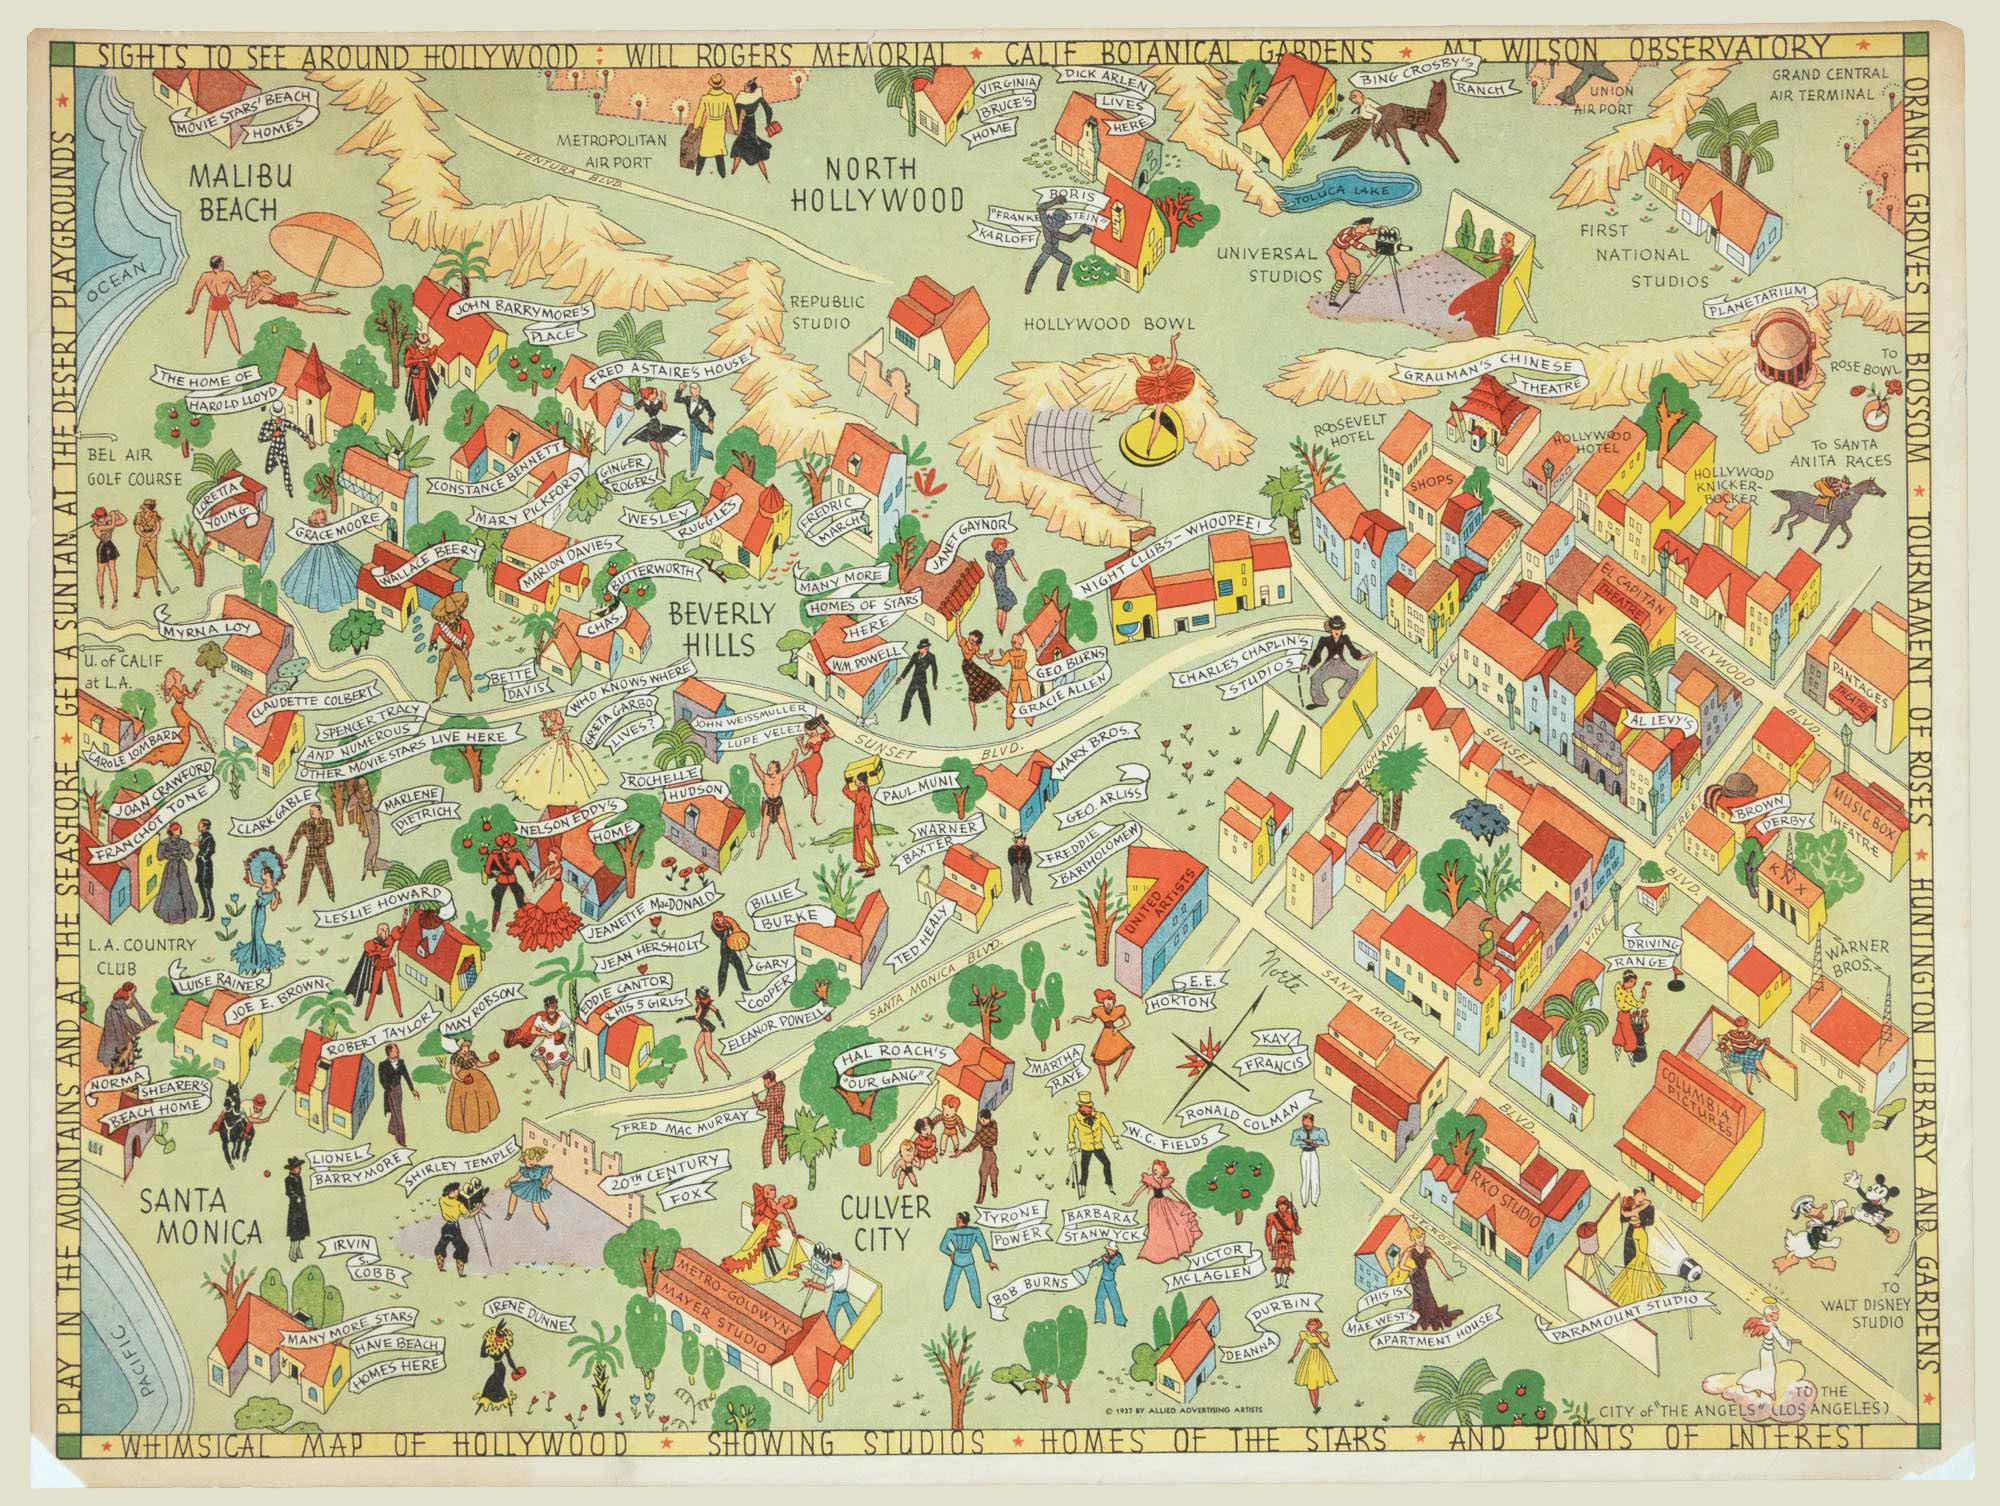 SIGHTS TO SEE AROUND HOLLYWOOD : WILL ROGERS MEMORIAL ★ CALIF BOTANICAL GARDENS ★ MT. WILSON OBSERVATORY ★
ORANGE GROVES IN BLOSSOM ★ TOURNAMENT OF ROSES ★ HUNTINGTON LIBRARY AND GARDENS ★
PLAY IN THE MOUNTAINS AND AT THE SEASHORE ★ GET A SUNTAN AT THE DESERT PLAYGROUNDS ★
MOVIE STARS' BEACH
HOMES
MALIBU
BEACH
OCEAN
METROPOLITAN
AIRPORT
VENTURA BLVD.
NORTH
HOLLYWOOD
VIRGINIA
BRUCE'S
HOME
DICK ARLEN
LIVES
HERE
BING CROSBY'S
RANCH
UNION
AIRPORT
GRAND CENTRAL
AIR TERMINAL
BORIS
"FRANKENSTEIN"
KARLOFF
TOLUCA LAKE
UNIVERSAL
STUDIOS
FIRST
NATIONAL
STUDIOS
PLANETARIUM
REPUBLIC
STUDIO
HOLLYWOOD BOWL
GRAUMAN'S CHINESE
THEATRE
TO
ROSE BOWL
JOHN BARRYMORE'S
PLACE
FRED ASTAIRE'S HOUSE
THE HOME OF
HAROLD LLOYD
BEL AIR
GOLF COURSE
CONSTANCE BENNETT
GINGER
ROGERS
MARY PICKFORD
WESLEY
RUGGLES
FREDRIC
MARCH
JANET GAYNOR
ROOSEVELT
HOTEL
SHOPS
HOLLYWOOD
HOTEL
HOLLYWOOD
KNICKER-
BOCKER
TO SANTA
ANITA RACES
LORETTA
YOUNG
GRACE MOORE
WALLACE BEERY
MARION DAVIES
BUTTERWORTH
CHAS.
MANY MORE
HOMES OF STARS
HERE
NIGHT CLUBS - WHOOPEE!
EL CAPITAN
THEATRE
HOLLYWOOD
BLVD.
PANTAGES
THEATRE
MYRNA LOY
BEVERLY
HILLS
WM. POWELL
GEO BURNS
GRACIE ALLEN
CHARLES CHAPLIN'S
STUDIOS
AVE.
HIGHLAND
U. of CALIF
at L.A.
BETTE
DAVIS
CLAUDETTE COLBERT
WHO KNOWS WHERE
GRETA GARBO
LIVES?
SPENCER TRACY
AND NUMEROUS
OTHER MOVIE STARS LIVE HERE
JOHN WEISSMULLER
LUPE VELEZ
SUNSET BLVD.
SUNSET
BLVD.
AL LEVY'S
CAROLE LOMBARD
JOAN CRAWFORD
FRANCHOT TONE
CLARK GABLE
MARLENE
DIETRICH
ROCHELLE
HUDSON
NELSON EDDY'S
HOME
PAUL MUNI
MARX BROS.
GEO. ARLISS
WARNER
BAXTER
FREDDIE
BARTHOLOMEW
BROWN
DERBY
STREET
MUSIC BOX
THEATRE
KNX
VINE
UNITED
ARTISTS
LESLIE HOWARD
JEANETTE MacDONALD
BILLIE
BURKE
TED HEALY
SANTA MONICA BLVD.
L.A. COUNTRY
CLUB
LUISE RAINER
JOE E. BROWN
JEAN HERSHOLT
GARY
COOPER
EDDIE CANTOR
& HIS 5 GIRLS!
ELEANOR POWELL
MAY ROBSON
ROBERT TAYLOR
E.E.
HORTON
Norte
SANTA MONICA
BLVD.
DRIVING
RANGE
WARNER
BROS.
NORMA
SHEARER'S
BEACH HOME
HAL ROACH'S
"OUR GANG"
MARTHA
RAYE
KAY
FRANCIS
COLUMBIA
PICTURES
FRED MAC MURRAY
W.C. FIELDS
RONALD COLMAN
LIONEL
BARRYMORE
SHIRLEY TEMPLE
20TH CENTURY
FOX
SANTA
MONICA
CULVER
CITY
TYRONE
POWER
BARBARA
STANWYCK
VICTOR
McLAGLEN
RKO STUDIO
MELROSE
IRVIN
S.
COBB
METRO-GOLDWYN-
MAYER STUDIO
BOB BURNS
IRENE DUNNE
DURBIN
DEANNA
THIS IS
MAE WEST'S
APARTMENT HOUSE
PARAMOUNT STUDIO
TO
WALT DISNEY
STUDIO
MANY MORE STARS
HAVE BEACH
HOMES HERE
PACIFIC
TO THE
CITY of "THE ANGELS" (LOS ANGELES)
© 1937 BY ALLIED ADVERTISING ARTISTS
★ WHIMSICAL MAP OF HOLLYWOOD ★ SHOWING STUDIOS ★ HOMES OF THE STARS ★ AND POINTS OF INTEREST